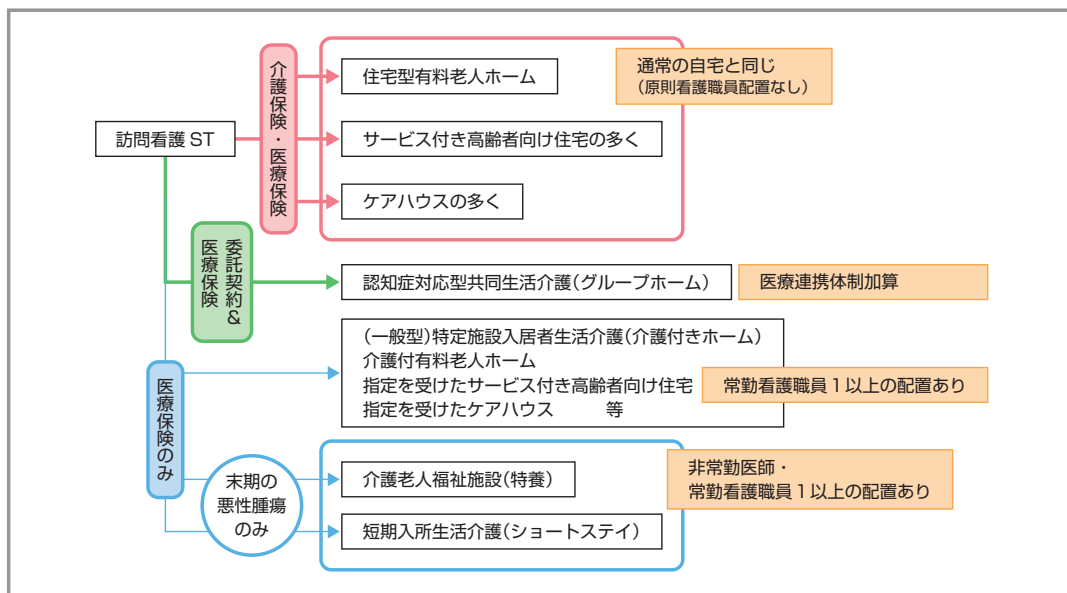 訪問看護 ST
介護保険・医療保険
住宅型有料老人ホーム
通常の自宅と同じ
（原則看護職員配置なし）
サービス付き高齢者向け住宅の多く
ケアハウスの多く
委託契約＆
医療保険
認知症対応型共同生活介護（グループホーム）
医療連携体制加算
医療保険のみ
（一般型）特定施設入居者生活介護（介護付きホーム）
介護付有料老人ホーム
指定を受けたサービス付き高齢者向け住宅
指定を受けたケアハウス　　等
常勤看護職員１以上の配置あり
末期の
悪性腫瘍
のみ
介護老人福祉施設（特養）
短期入所生活介護（ショートステイ）
非常勤医師・
常勤看護職員１以上の配置あり